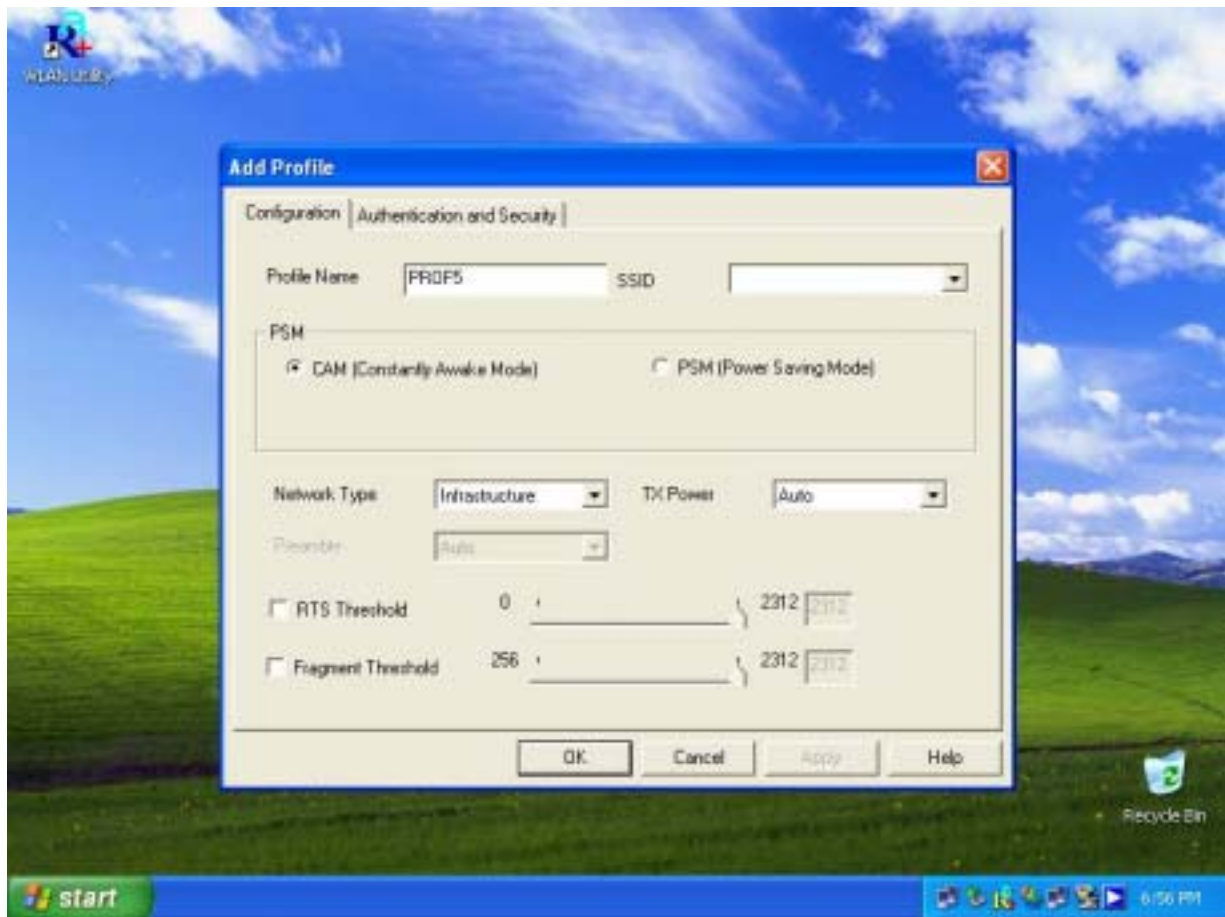 WLAN Utility
Add Profile
Configuration
Authentication and Security
Profile Name
PROF5
SSID
PSM
CAM (Constantly Awake Mode)
PSM (Power Saving Mode)
Network Type
Infrastructure
TX Power
Auto
Preamble
Auto
RTS Threshold
0
2312
2312
Fragment Threshold
256
2312
2312
OK
Cancel
Apply
Help
Recycle Bin
start
6:56 PM